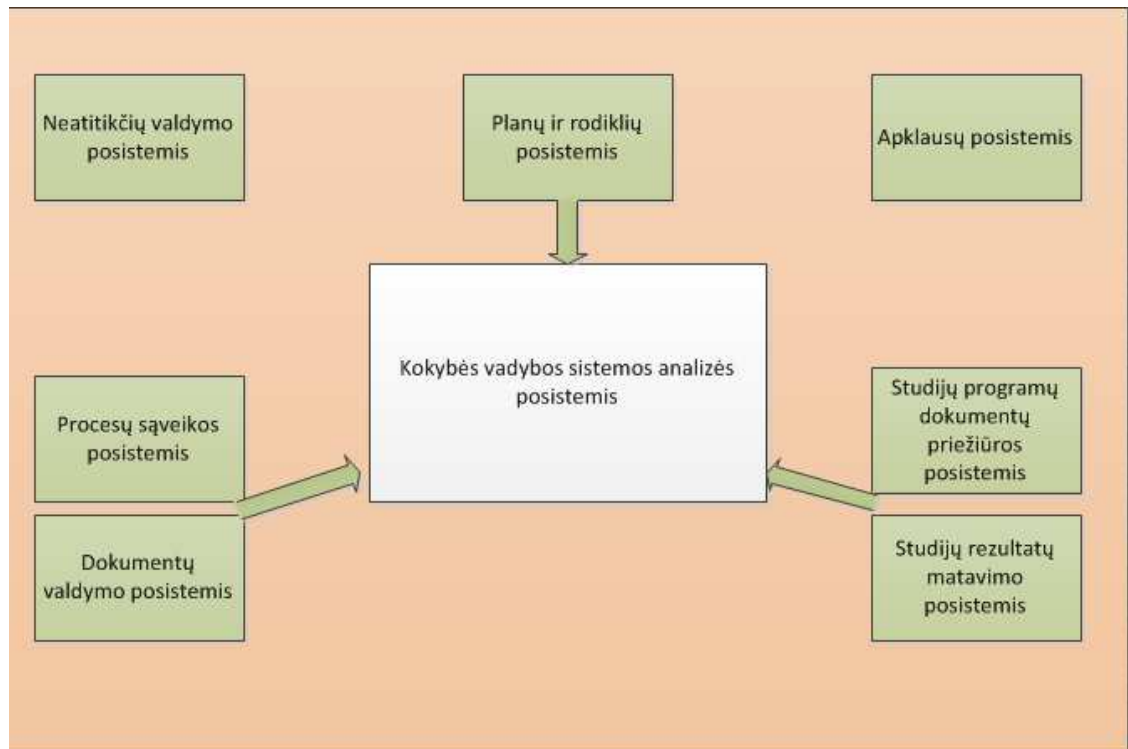 Neatitikčių valdymo
posistemis
Planų ir rodiklių
posistemis
Apklausų posistemis
Kokybės vadybos sistemos analizės
posistemis
Procesų sąveikos
posistemis
Studijų programų
dokumentų
priežiūros
posistemis
Dokumentų
valdymo posistemis
Studijų rezultatų
matavimo
posistemis